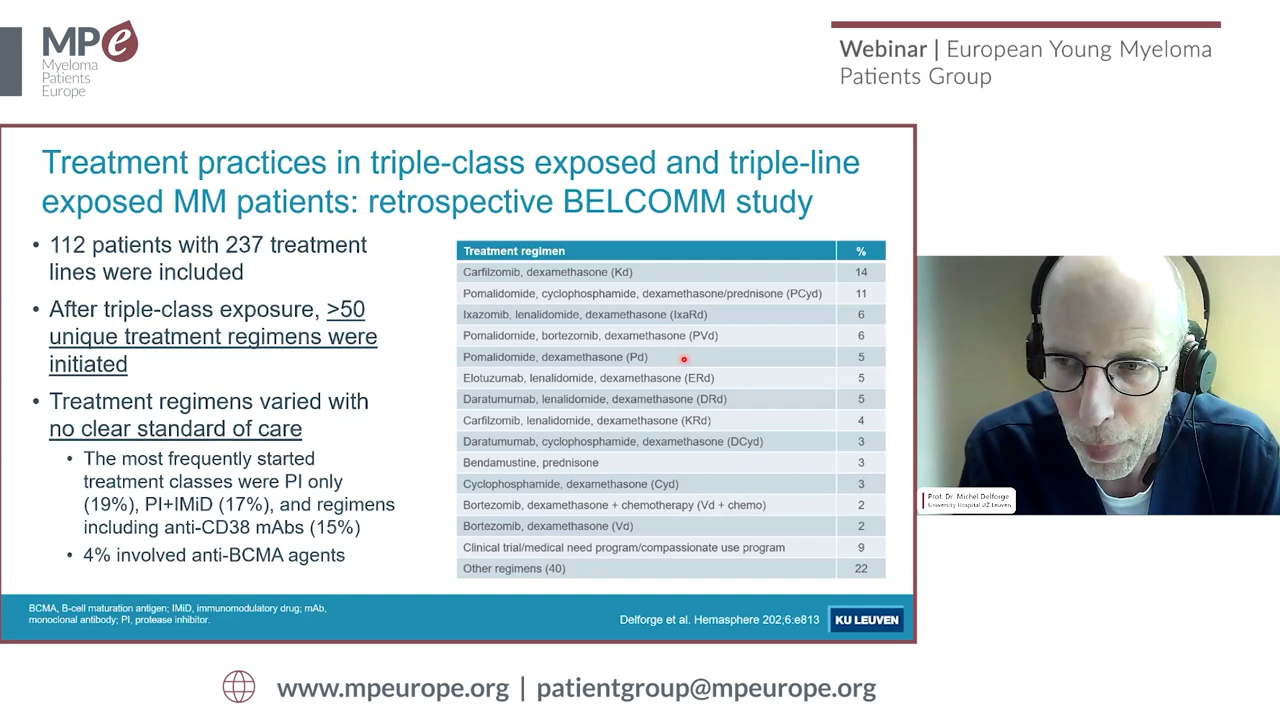 MPe
Myeloma
Patients
Europe
Webinar | European Young Myeloma
Patients Group
Treatment practices in triple-class exposed and triple-line
exposed MM patients: retrospective BELCOMM study
• 112 patients with 237 treatment
lines were included
• After triple-class exposure, >50
unique treatment regimens were
initiated
• Treatment regimens varied with
no clear standard of care
• The most frequently started
treatment classes were PI only
(19%), PI+IMiD (17%), and regimens
including anti-CD38 mAbs (15%)
• 4% involved anti-BCMA agents
Treatment regimen %
Carfilzomib, dexamethasone (Kd) 14
Pomalidomide, cyclophosphamide, dexamethasone/prednisone (PCyd) 11
Ixazomib, lenalidomide, dexamethasone (IxaRd) 6
Pomalidomide, bortezomib, dexamethasone (PVd) 6
Pomalidomide, dexamethasone (Pd) 5
Elotuzumab, lenalidomide, dexamethasone (ERd) 5
Daratumumab, lenalidomide, dexamethasone (DRd) 5
Carfilzomib, lenalidomide, dexamethasone (KRd) 4
Daratumumab, cyclophosphamide, dexamethasone (DCyd) 3
Bendamustine, prednisone 3
Cyclophosphamide, dexamethasone (Cyd) 3
Bortezomib, dexamethasone + chemotherapy (Vd + chemo) 2
Bortezomib, dexamethasone (Vd) 2
Clinical trial/medical need program/compassionate use program 9
Other regimens (40) 22
Prof. Dr. Michel Delforge
University Hospital UZ Leuven
BCMA, B-cell maturation antigen; IMiD, immunomodulatory drug; mAb,
monoclonal antibody; PI, protease inhibitor.
Delforge et al. Hemasphere 202;6:e813
KU LEUVEN
www.mpeurope.org | patientgroup@mpeurope.org